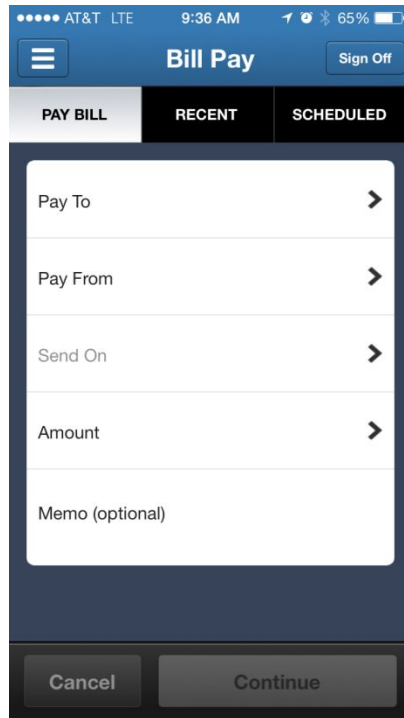 AT&T LTE 9:36 AM 65%
Bill Pay Sign Off
PAY BILL RECENT SCHEDULED
Pay To
Pay From
Send On
Amount
Memo (optional)
Cancel Continue